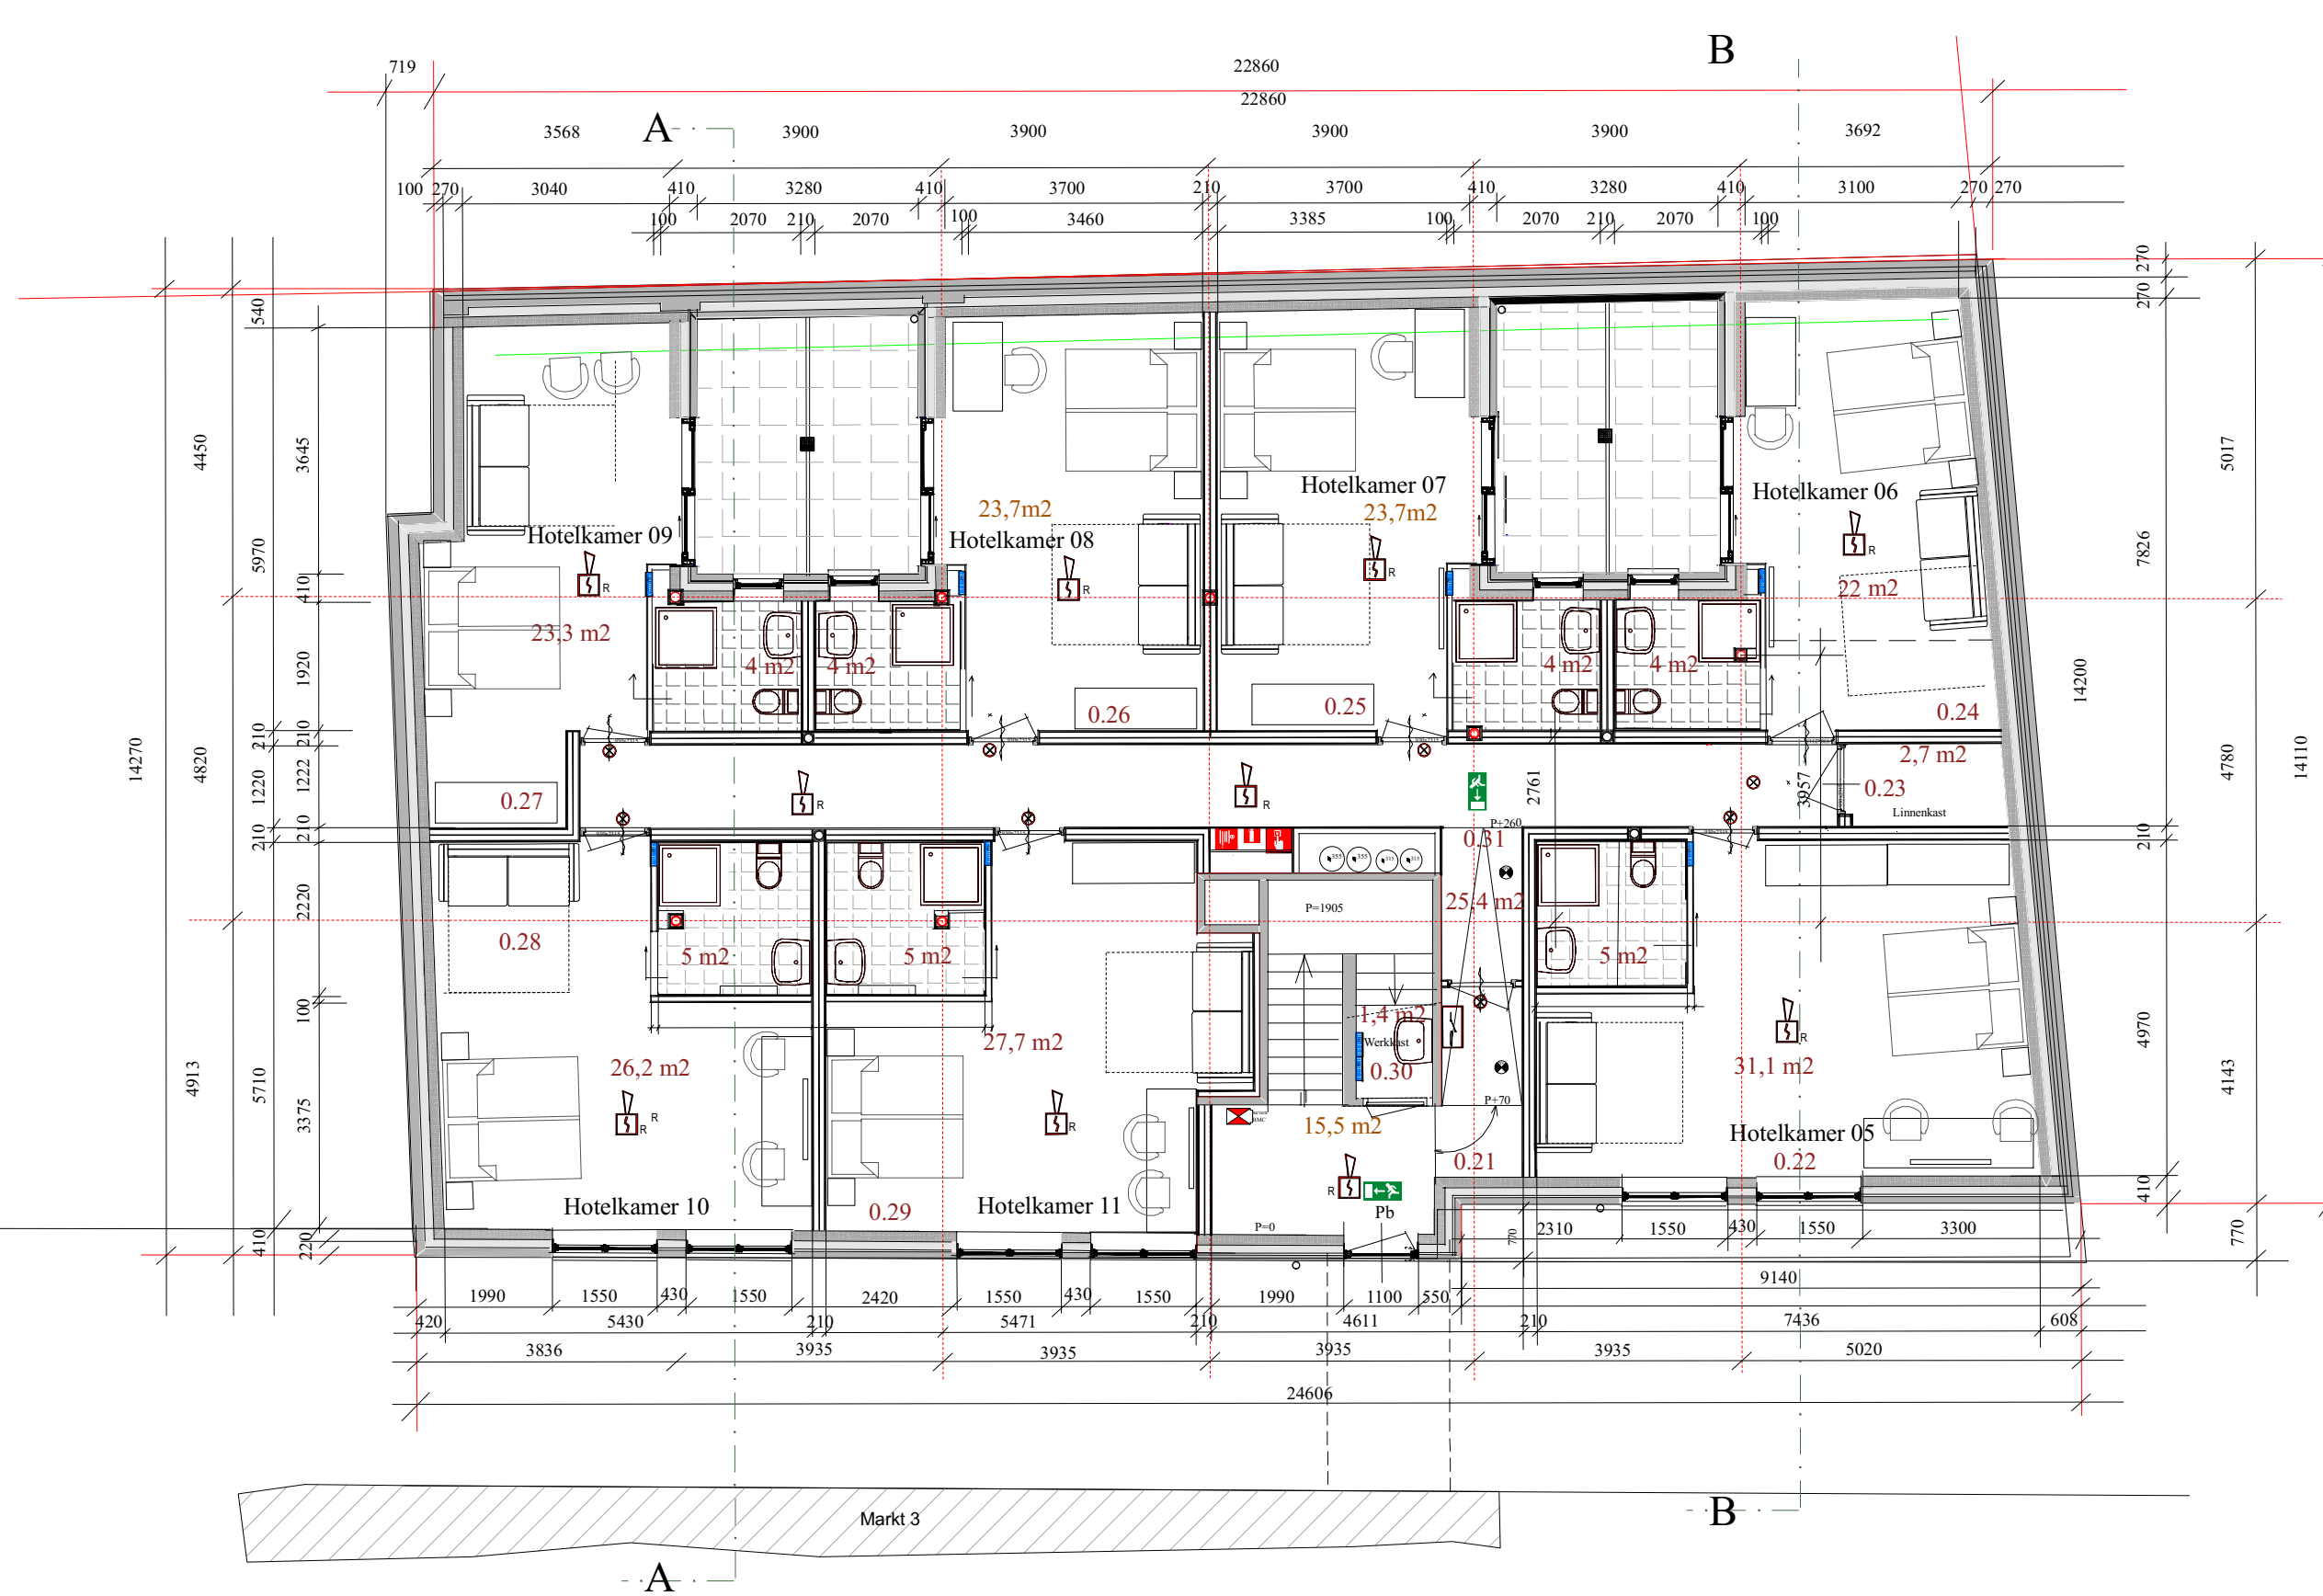 B
719
22860
22860
A
3568
3900
3900
3900
3900
3692
100 270 3040 410 3280 410 3700 210 3700 410 3280 410 3100 270 270
100 2070 210 2070 100 3460 3385 100 2070 210 2070 100
540
270
270
4450
3645
5017
Hotelkamer 07
23,7m2
Hotelkamer 06
23,7m2
Hotelkamer 09
Hotelkamer 08
R
R
R
R
5970
410
7826
22 m2
23,3 m2
4 m2
4 m2
4 m2
4 m2
1920
14200
0.26
0.25
0.24
210
210
14270
4820
1220
1222
2,7 m2
4780
14110
0.27
R
R
2761
3957
0.23
Linnenkast
210
210
P+260
0.31
210
355
355
315
315
2220
P=1905
25,4 m2
0.28
5 m2
5 m2
5 m2
100
1,4 m2
Werkkast
0.30
27,7 m2
R
4970
26,2 m2
31,1 m2
4913
5710
3375
4143
R
R
R
P+70
15,5 m2
Hotelkamer 05
0.21
0.22
R
Hotelkamer 10
0.29
Hotelkamer 11
Pb
P=0
410
410
220
770
770
2310 1550 430 1550 3300
9140
1990 1550 430 1550 2420 1550 430 1550 1990 1100 550
420 5430 210 5471 210 4611 210 7436 608
3836 3935 3935 3935 3935 5020
24606
Markt 3
B
A